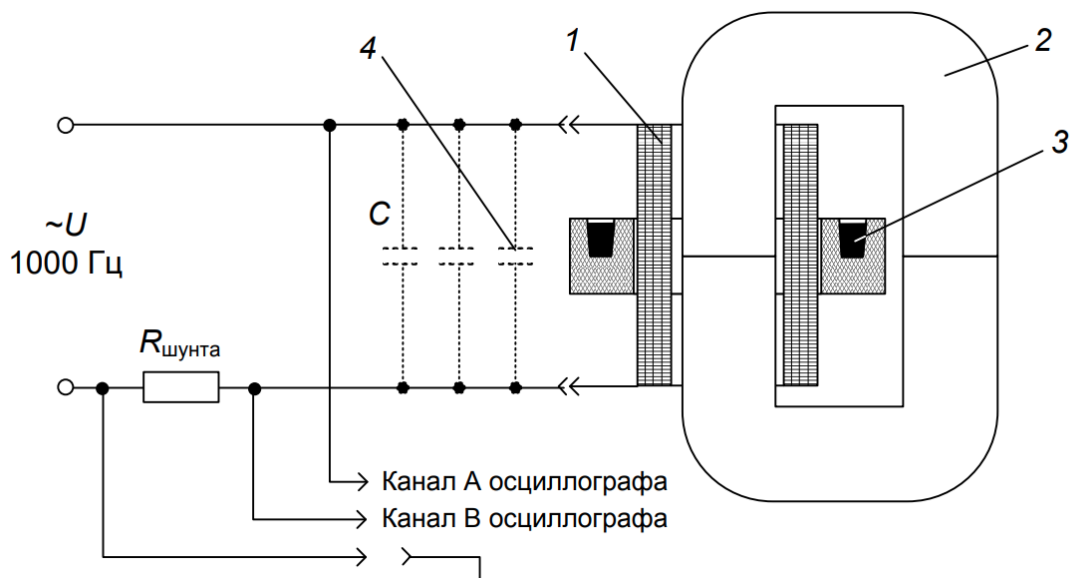 1
2
4
3
C
~U
1000 Гц
Rшунта
Канал А осциллографа
Канал В осциллографа